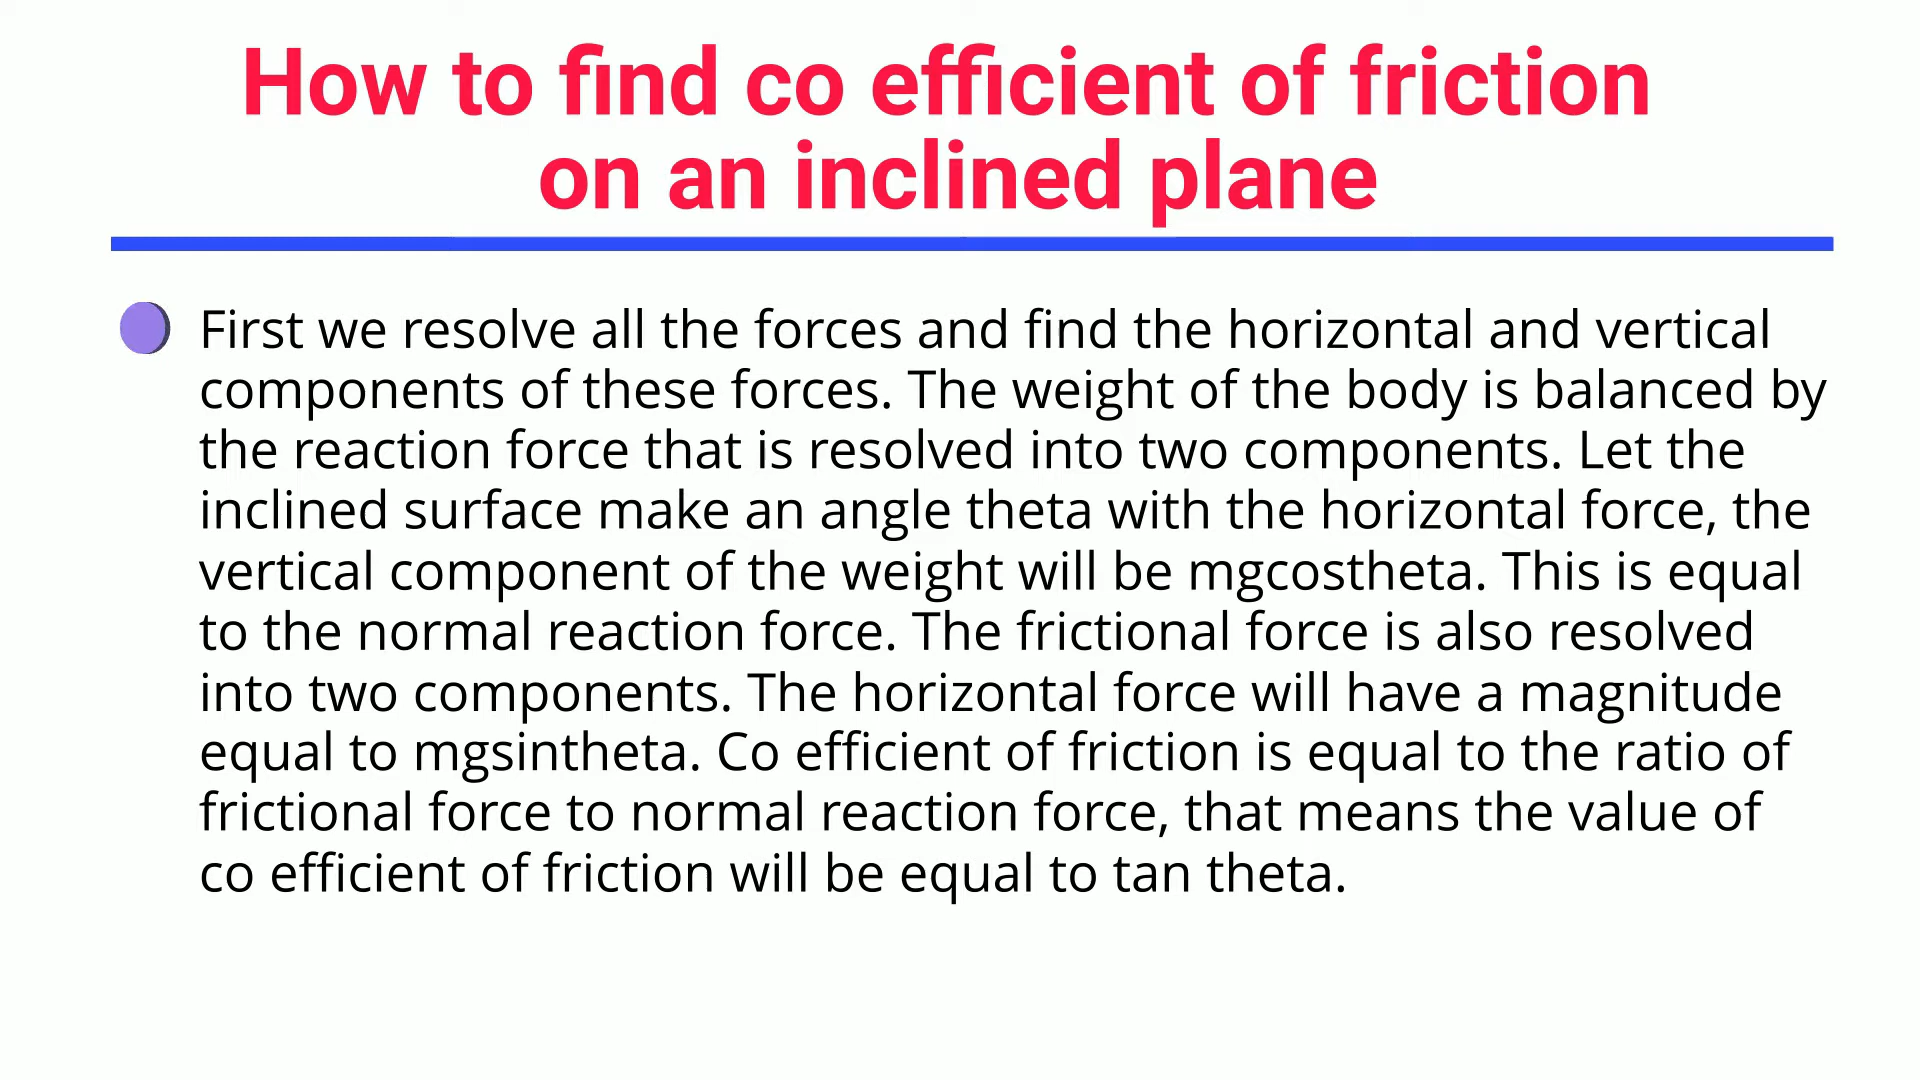 How to find co efficient of friction
on an inclined plane
First we resolve all the forces and find the horizontal and vertical
components of these forces. The weight of the body is balanced by
the reaction force that is resolved into two components. Let the
inclined surface make an angle theta with the horizontal force, the
vertical component of the weight will be mgcostheta. This is equal
to the normal reaction force. The frictional force is also resolved
into two components. The horizontal force will have a magnitude
equal to mgsintheta. Co efficient of friction is equal to the ratio of
frictional force to normal reaction force, that means the value of
co efficient of friction will be equal to tan theta.